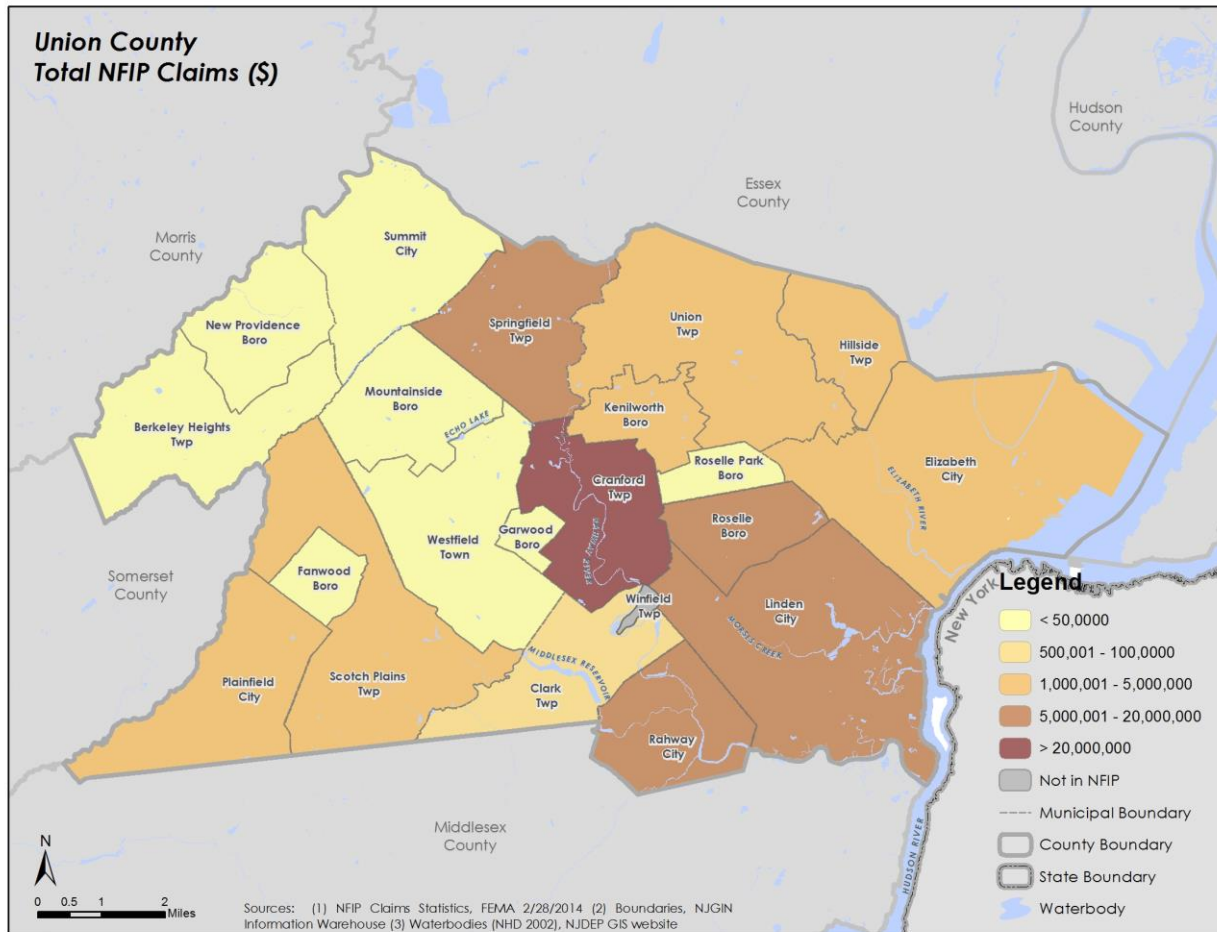 Union County
Total NFIP Claims ($)
Hudson
County
Essex
County
Morris
County
Summit
City
New Providence
Boro
Springfield
Twp
Union
Twp
Hillside
Twp
Mountainside
Boro
ECHO LAKE
Berkeley Heights
Twp
Kenilworth
Boro
Roselle Park
Boro
Elizabeth
City
ELIZABETH RIVER
Cranford
Twp
RAHWAY RIVER
Garwood
Boro
Westfield
Town
Roselle
Boro
Fanwood
Boro
Somerset
County
Winfield
Twp
Linden
City
MORSES CREEK
MIDDLESEX RESERVOIR
Plainfield
City
Scotch Plains
Twp
Clark
Twp
Rahway
City
Middlesex
County
New York
HUDSON RIVER
Legend
< 50,0000
500,001 - 100,0000
1,000,001 - 5,000,000
5,000,001 - 20,000,000
> 20,000,000
Not in NFIP
Municipal Boundary
County Boundary
State Boundary
Waterbody
N
0 0.5 1 2
Miles
Sources: (1) NFIP Claims Statistics, FEMA 2/28/2014 (2) Boundaries, NJGIN
Information Warehouse (3) Waterbodies (NHD 2002), NJDEP GIS website